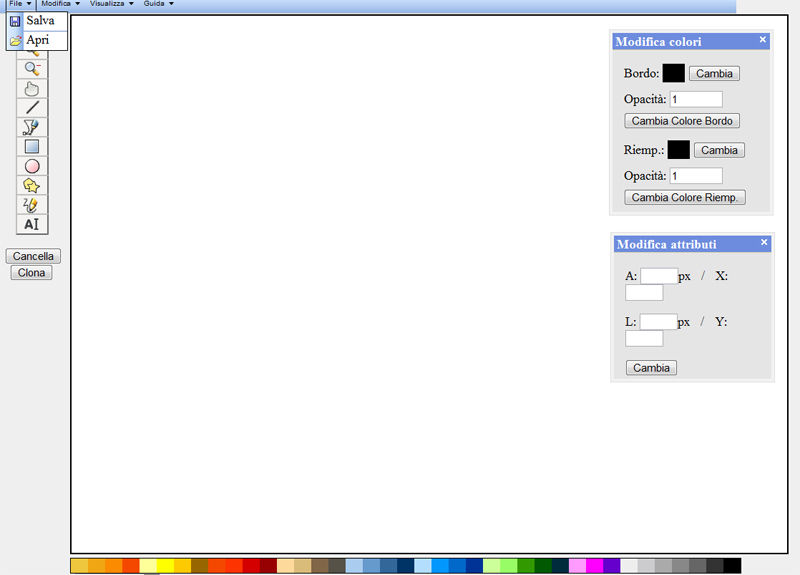 File Modifica Visualizza Guida
Salva
Apri
AI
Cancella
Clona
Modifica colori
Bordo: Cambia
Opacità: 1
Cambia Colore Bordo
Riemp.: Cambia
Opacità: 1
Cambia Colore Riemp.
Modifica attributi
A: px / X:
L: px / Y:
Cambia